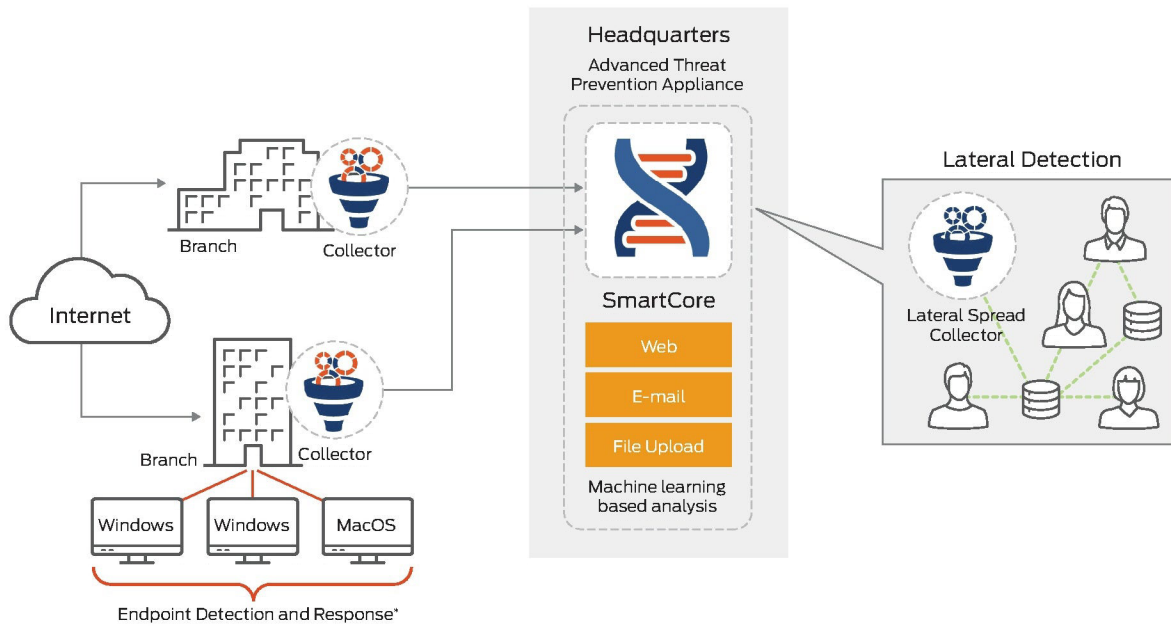 Headquarters
Advanced Threat
Prevention Appliance
Lateral Detection
Branch
Collector
Internet
SmartCore
Lateral Spread
Collector
Web
E-mail
File Upload
Branch
Collector
Machine learning
based analysis
Windows
Windows
MacOS
Endpoint Detection and Response*